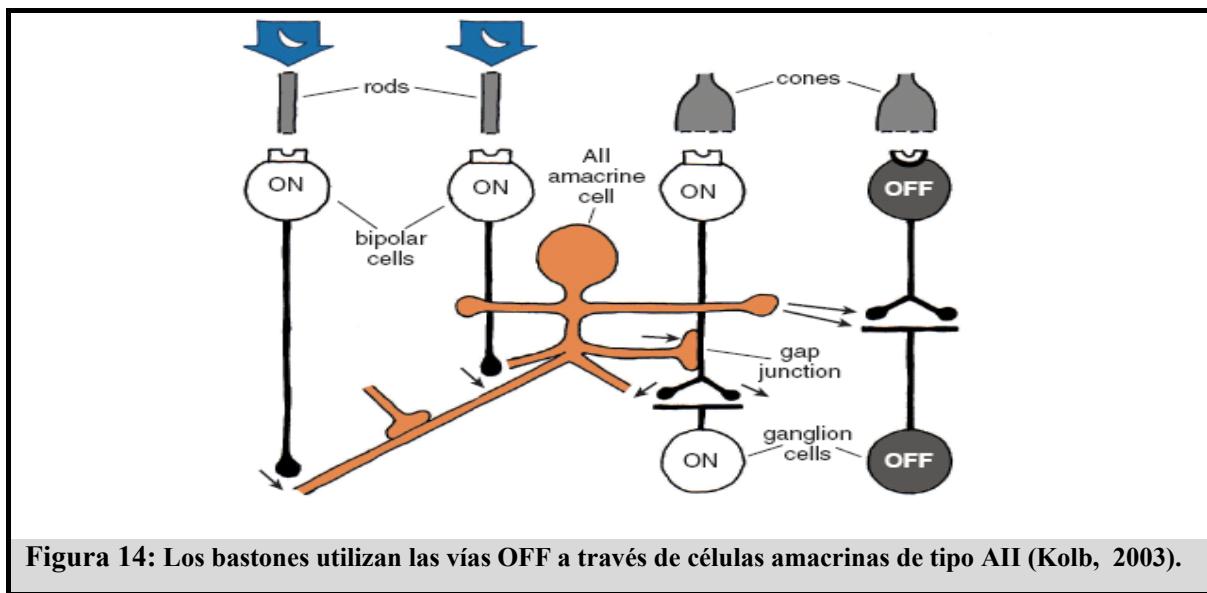 rods
cones
ON
ON
AII
amacrine
cell
ON
OFF
bipolar
cells
gap
junction
ON
ganglion
cells
OFF
Figura 14: Los bastones utilizan las vías OFF a través de células amacrinas de tipo AII (Kolb, 2003).